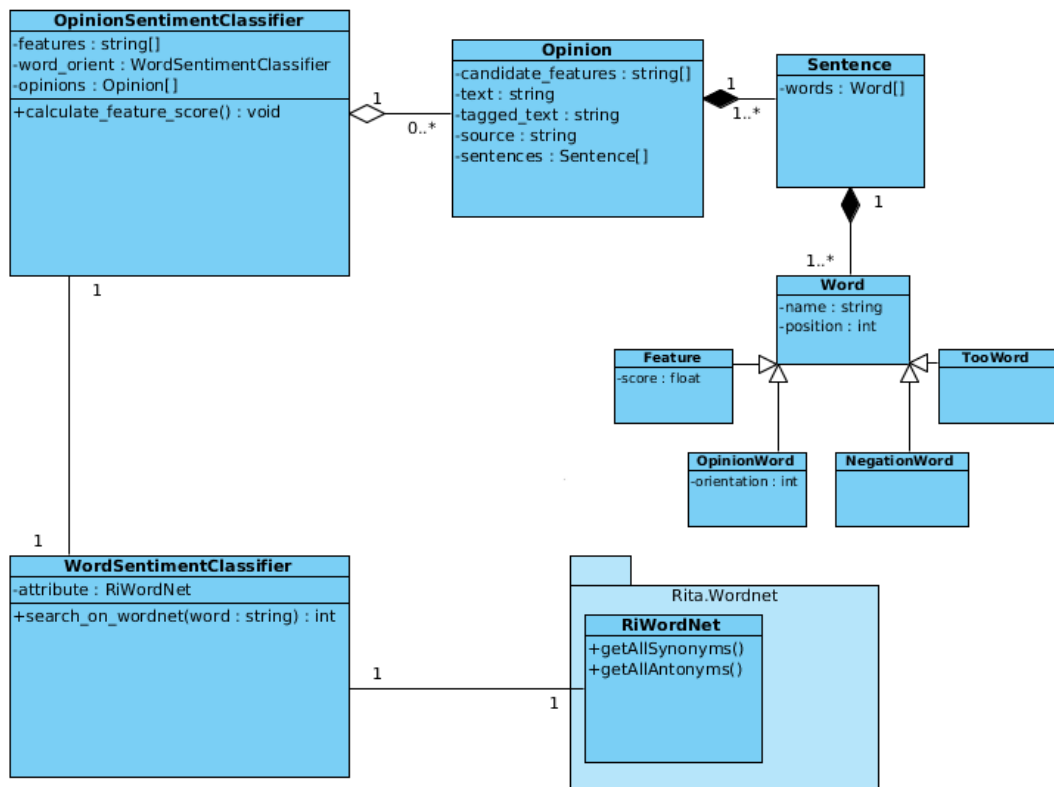 OpinionSentimentClassifier
-features : string[]
-word_orient : WordSentimentClassifier
-opinions : Opinion[]
+calculate_feature_score() : void
1
0..*
Opinion
-candidate_features : string[]
-text : string
-tagged_text : string
-source : string
-sentences : Sentence[]
1
1..*
Sentence
-words : Word[]
1
1..*
Word
-name : string
-position : int
Feature
-score : float
TooWord
OpinionWord
-orientation : int
NegationWord
1
1
WordSentimentClassifier
-attribute : RiWordNet
+search_on_wordnet(word : string) : int
1
1
Rita.Wordnet
RiWordNet
+getAllSynonyms()
+getAllAntonyms()